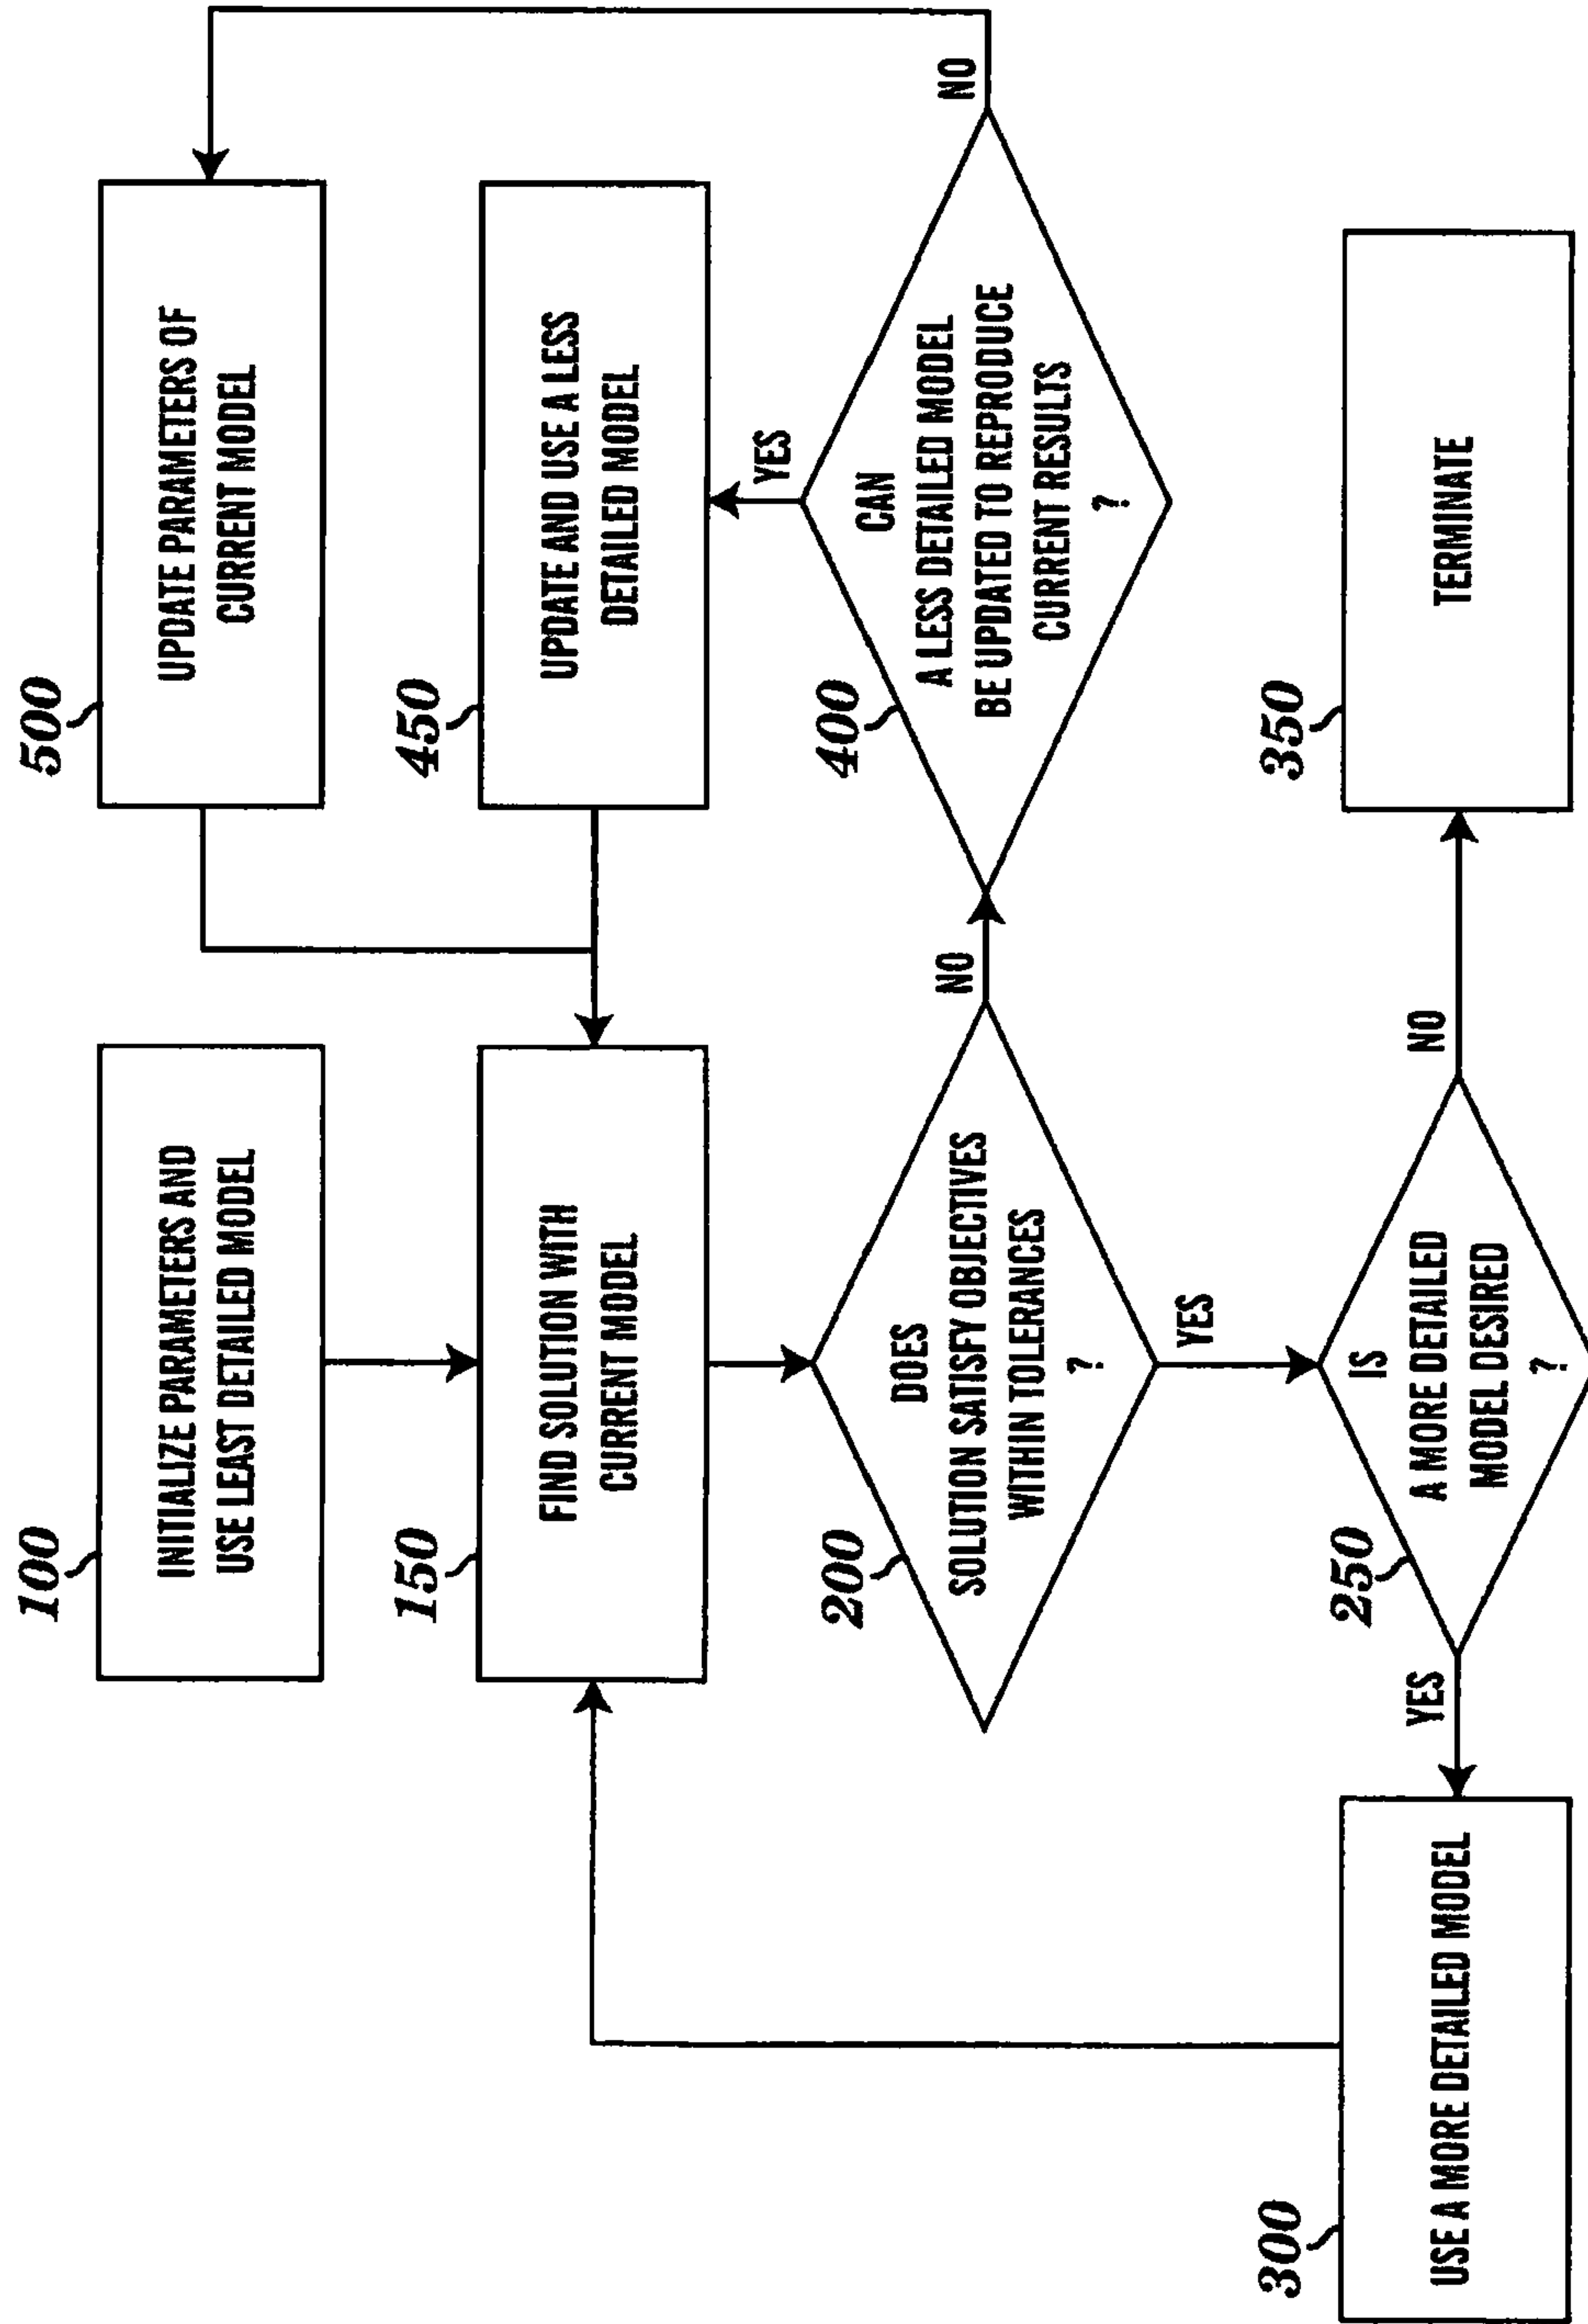 100
INITIALIZE PARAMETERS AND
USE LEAST DETAILED MODEL
500
UPDATE PARAMETERS OF
CURRENT MODEL
150
FIND SOLUTION WITH
CURRENT MODEL
450
UPDATE AND USE A LESS
DETAILED MODEL
YES
200
DOES
SOLUTION SATISFY OBJECTIVES
WITHIN TOLERANCES
?
NO
400
CAN
A LESS DETAILED MODEL
BE UPDATED TO REPRODUCE
CURRENT RESULTS
?
NO
YES
300
USE A MORE DETAILED MODEL
YES
250
IS
A MORE DETAILED
MODEL DESIRED
?
NO
350
TERMINATE